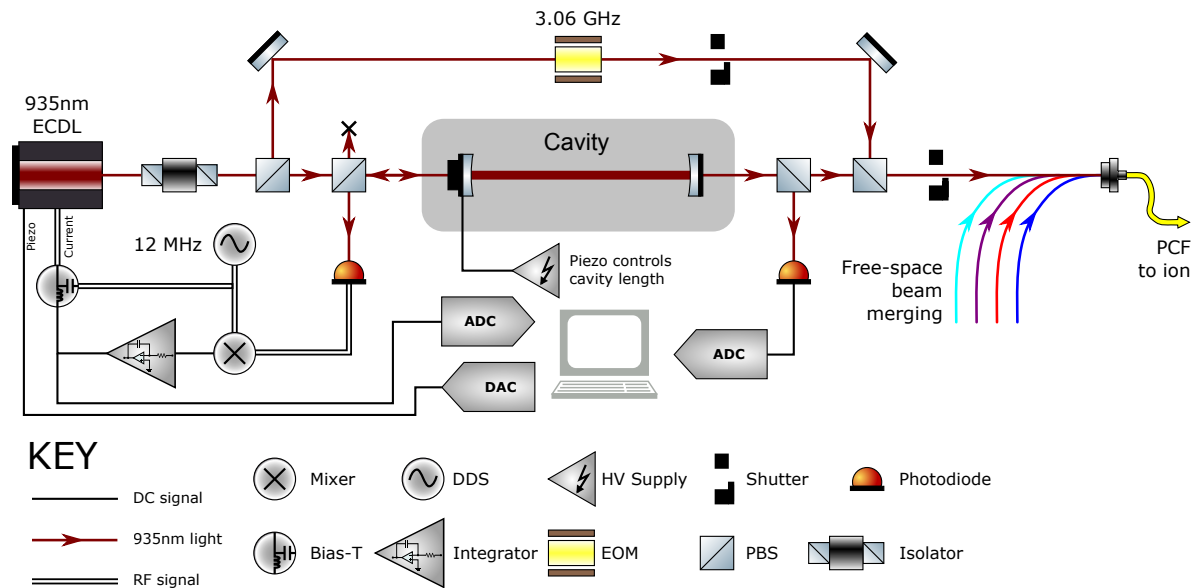 3.06 GHz
935nm
ECDL
Cavity
Piezo
Current
12 MHz
Piezo controls
cavity length
PCF
to ion
Free-space
beam
merging
ADC
ADC
DAC
KEY
DC signal
Mixer
DDS
HV Supply
Shutter
Photodiode
935nm light
RF signal
Bias-T
Integrator
EOM
PBS
Isolator